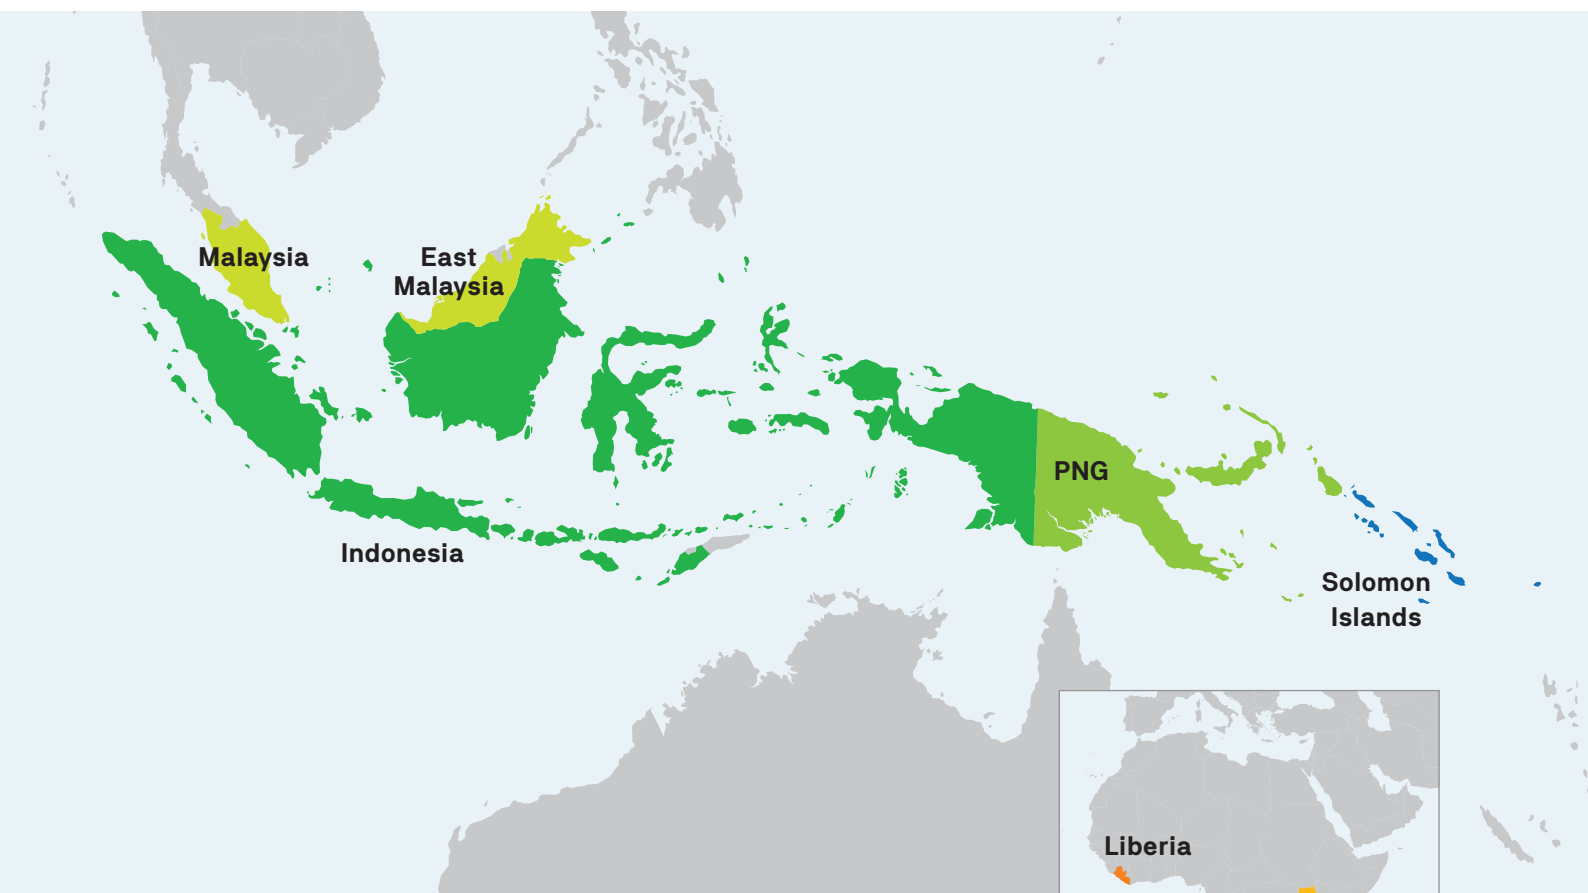 Malaysia
East
Malaysia
PNG
Indonesia
Solomon
Islands
Liberia